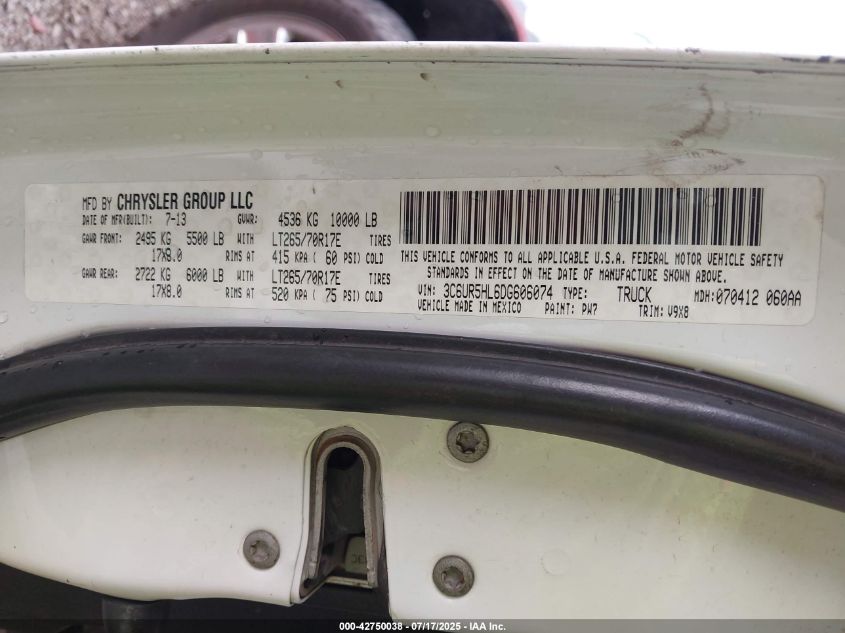 MFD BY CHRYSLER GROUP LLC
DATE OF MFR(BUILT): 7-13 GVWR: 4536 KG 10000 LB
GAWR FRONT: 2495 KG 5500 LB WITH LT265/70R17E TIRES
17X8.0 RIMS AT 415 KPA ( 60 PSI) COLD
GAWR REAR: 2722 KG 6000 LB WITH LT265/70R17E TIRES
17X8.0 RIMS AT 520 KPA ( 75 PSI) COLD
THIS VEHICLE CONFORMS TO ALL APPLICABLE U.S.A. FEDERAL MOTOR VEHICLE SAFETY
STANDARDS IN EFFECT ON THE DATE OF MANUFACTURE SHOWN ABOVE.
VIN: 3C6UR5HL6DG606074 TYPE: TRUCK MDH:070412 060AA
VEHICLE MADE IN MEXICO PAINT: PW7 TRIM: V9X8
000-42750038 - 07/17/2025 - IAA Inc.